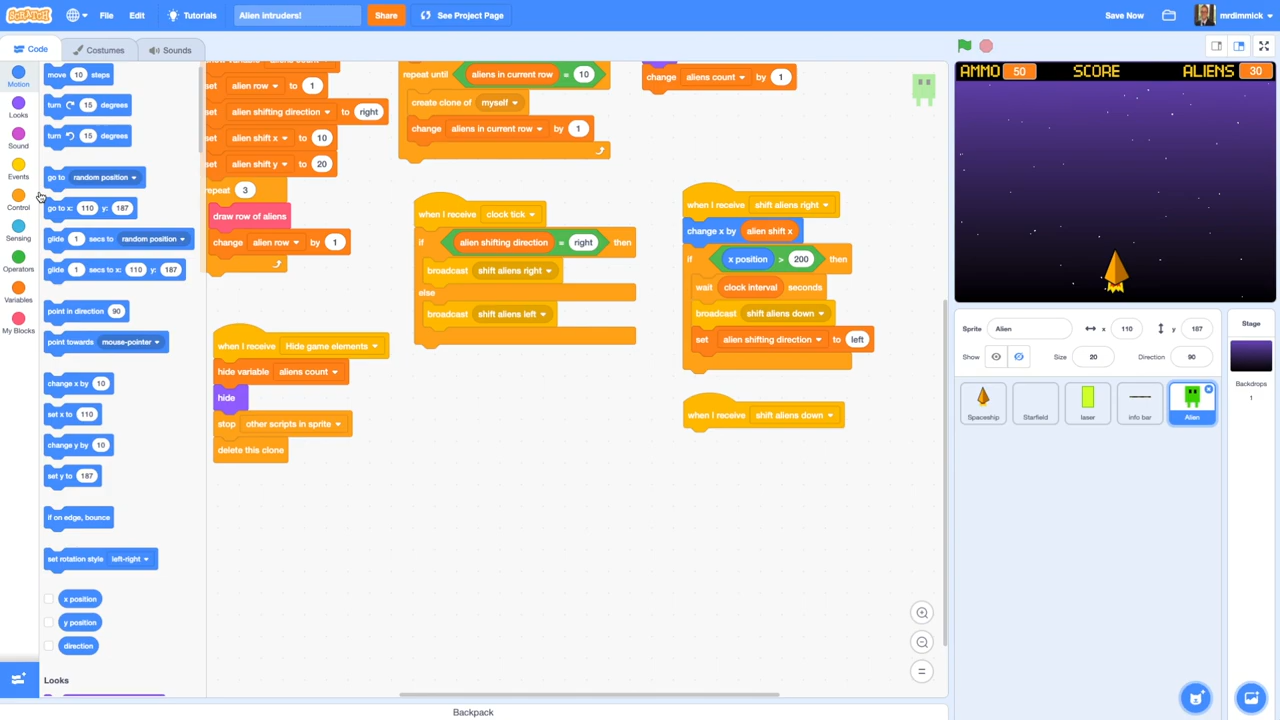 SCRATCH File Edit Tutorials Alien Intruders! Share See Project Page Save Now mrdimmick
Code Costumes Sounds
Motion
Looks
Sound
Events
Control
Sensing
Operators
Variables
My Blocks
move 10 steps
turn 15 degrees
turn 15 degrees
go to random position
go to x: 110 y: 187
glide 1 secs to random position
glide 1 secs to x: 110 y: 187
point in direction 90
point towards mouse-pointer
change x by 10
set x to 110
change y by 10
set y to 187
if on edge, bounce
set rotation style left-right
x position
y position
direction
Looks
set alien row to 1
set alien shifting direction to right
set alien shift x to 10
set alien shift y to 20
repeat 3
draw row of aliens
change alien row by 1
when I receive Hide game elements
hide variable aliens count
hide
stop other scripts in sprite
delete this clone
repeat until aliens in current row = 10
create clone of myself
change aliens in current row by 1
when I receive clock tick
if alien shifting direction = right then
broadcast shift aliens right
else
broadcast shift aliens left
change aliens count by 1
when I receive shift aliens right
change x by alien shift x
if x position > 200 then
wait clock interval seconds
broadcast shift aliens down
set alien shifting direction to left
when I receive shift aliens down
Backpack
AMMO 50 SCORE ALIENS 30
Sprite Alien x 110 y 187
Show Size 20 Direction 90
Spaceship Starfield laser info bar Alien
Stage
Backdrops
1